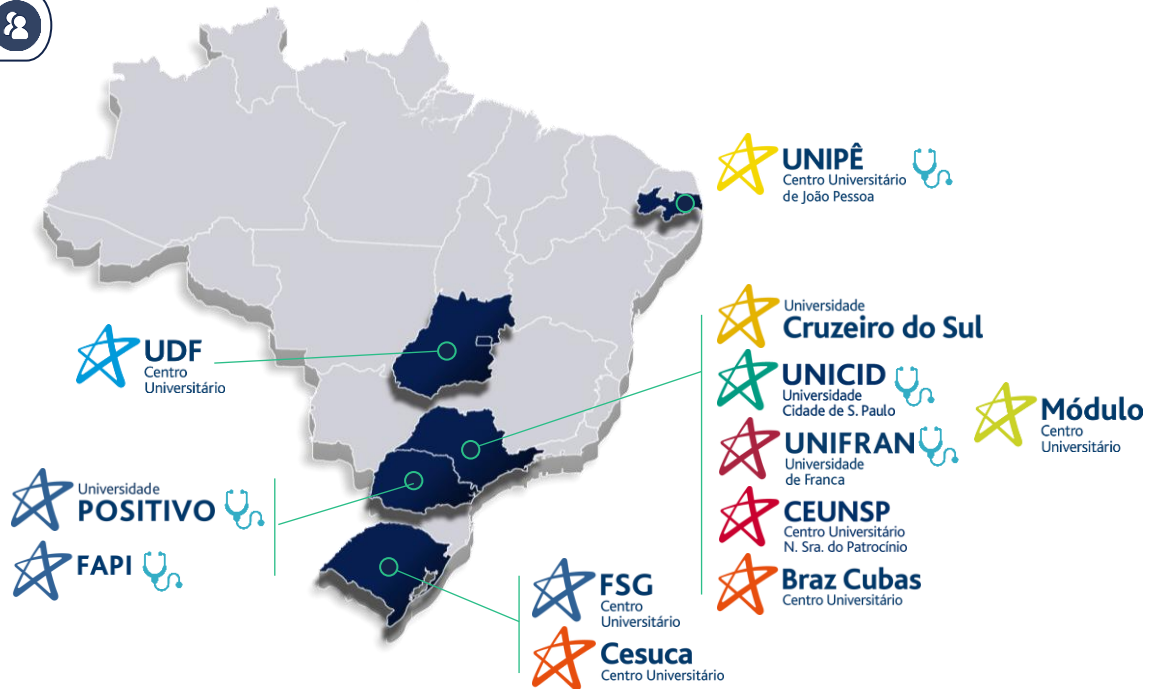 UNIPÊ
Centro Universitário
de João Pessoa
UDF
Centro
Universitário
Universidade
Cruzeiro do Sul
UNICID
Universidade
Cidade de S. Paulo
UNIFRAN
Universidade
de Franca
CEUNSP
Centro Universitário
N. Sra. do Patrocínio
Braz Cubas
Centro Universitário
Módulo
Centro
Universitário
Universidade
POSITIVO
FAPI
FSG
Centro
Universitário
Cesuca
Centro Universitário